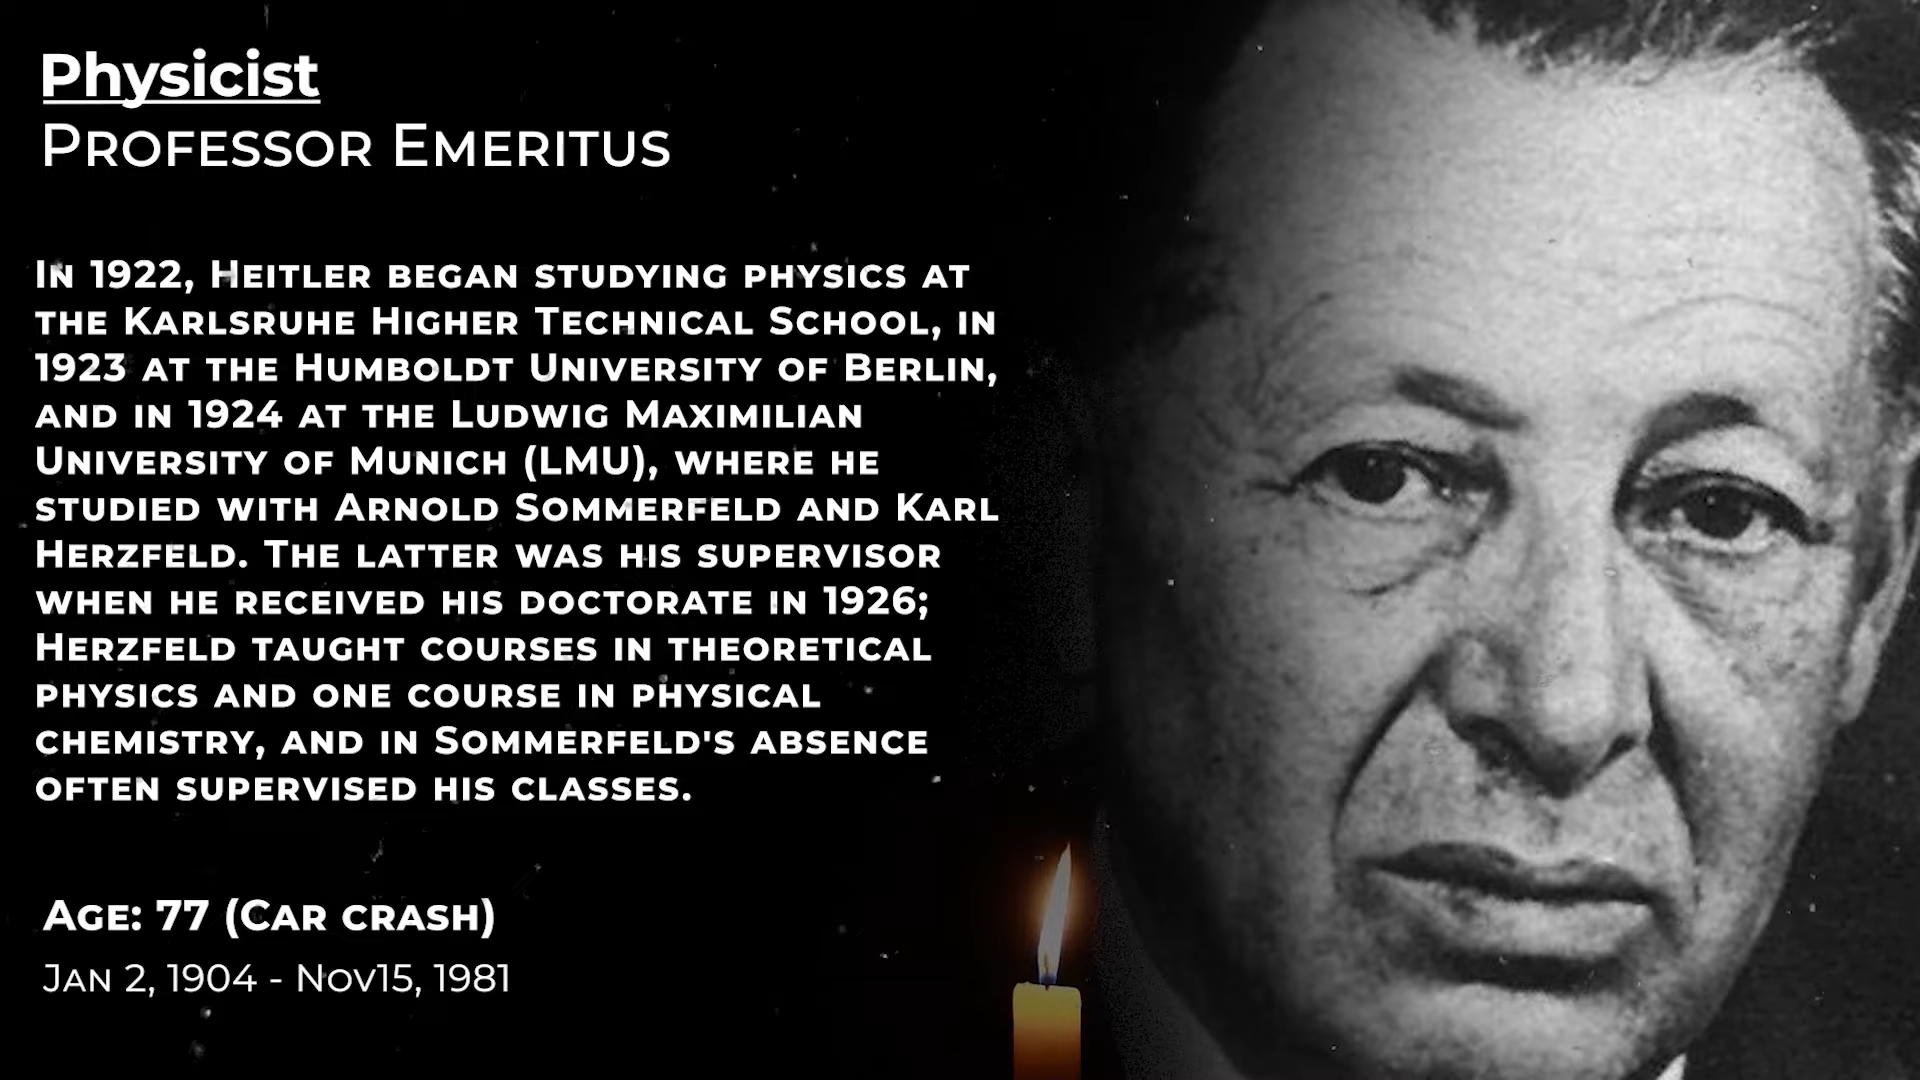 Physicist
Professor Emeritus
In 1922, Heitler began studying physics at
the Karlsruhe Higher Technical School, in
1923 at the Humboldt University of Berlin,
and in 1924 at the Ludwig Maximilian
University of Munich (LMU), where he
studied with Arnold Sommerfeld and Karl
Herzfeld. The latter was his supervisor
when he received his doctorate in 1926;
Herzfeld taught courses in theoretical
physics and one course in physical
chemistry, and in Sommerfeld's absence
often supervised his classes.
Age: 77 (Car crash)
Jan 2, 1904 - Nov15, 1981